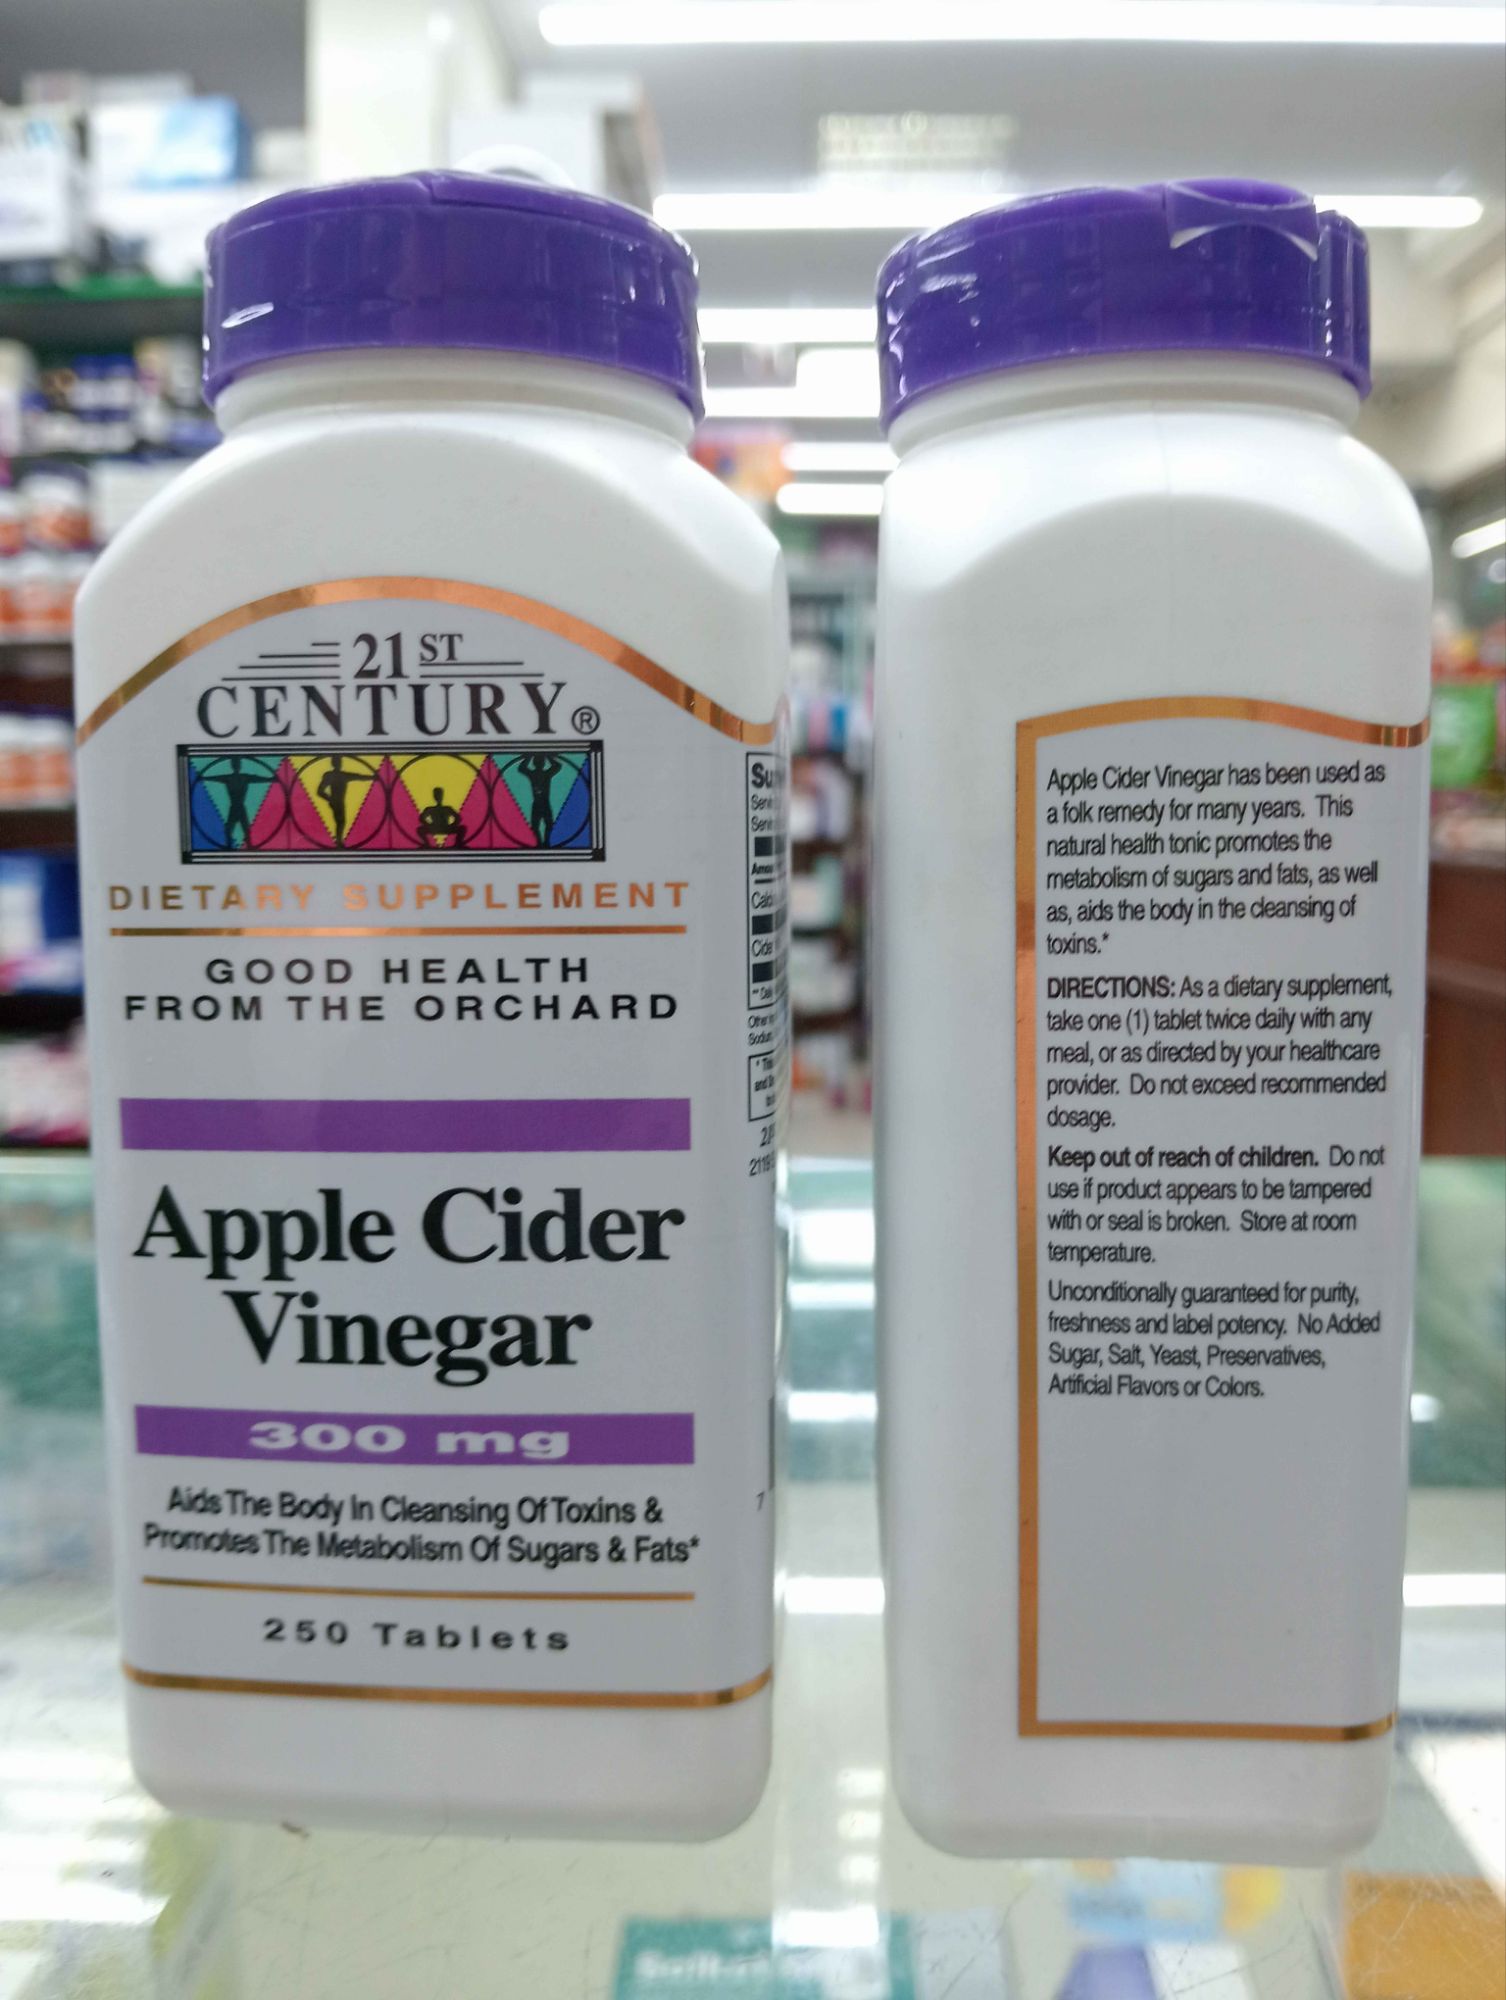 21ST
CENTURY®
DIETARY SUPPLEMENT
GOOD HEALTH
FROM THE ORCHARD
Apple Cider
Vinegar
300 mg
Aids The Body In Cleansing Of Toxins &
Promotes The Metabolism Of Sugars & Fats*
250 Tablets
Apple Cider Vinegar has been used as
a folk remedy for many years. This
natural health tonic promotes the
metabolism of sugars and fats, as well
as, aids the body in the cleansing of
toxins.*
DIRECTIONS: As a dietary supplement,
take one (1) tablet twice daily with any
meal, or as directed by your healthcare
provider. Do not exceed recommended
dosage.
Keep out of reach of children. Do not
use if product appears to be tampered
with or seal is broken. Store at room
temperature.
Unconditionally guaranteed for purity,
freshness and label potency. No Added
Sugar, Salt, Yeast, Preservatives,
Artificial Flavors or Colors.